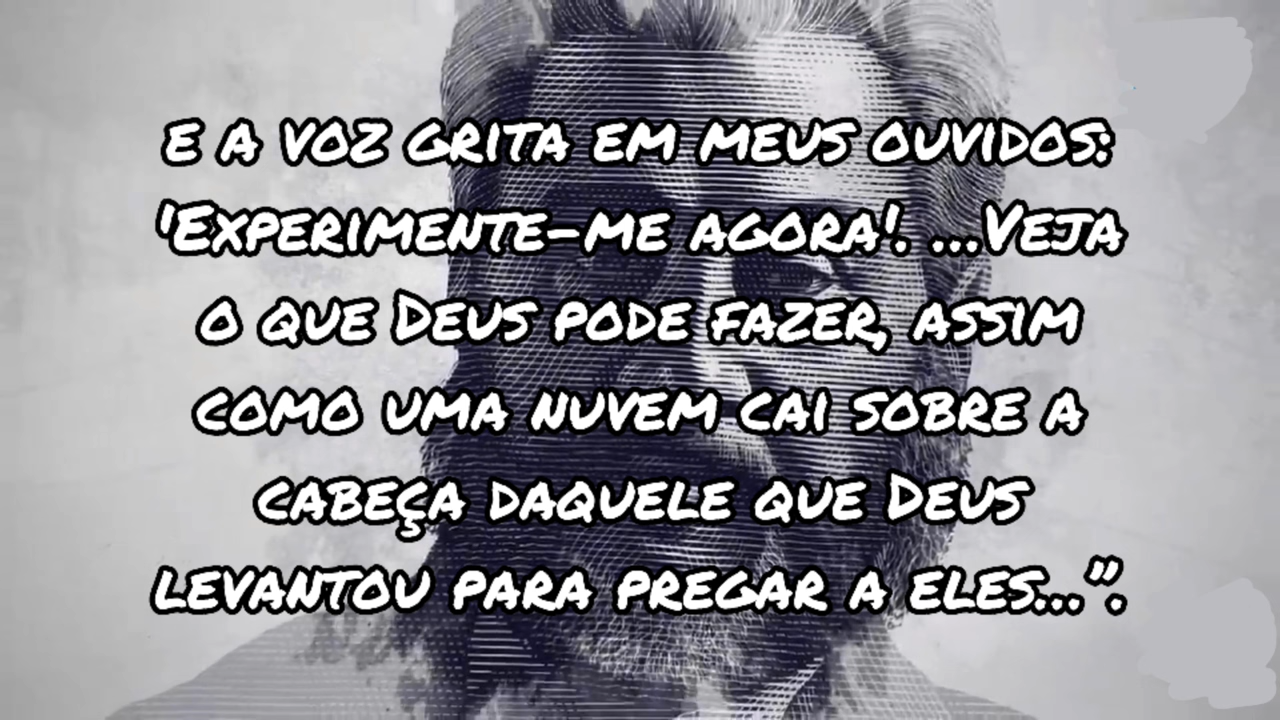 E A VOZ GRITA EM MEUS OUVIDOS:
'EXPERIMENTE-ME AGORA'. ...VEJA
O QUE DEUS PODE FAZER, ASSIM
COMO UMA NUVEM CAI SOBRE A
CABEÇA DAQUELE QUE DEUS
LEVANTOU PARA PREGAR A ELES...”.